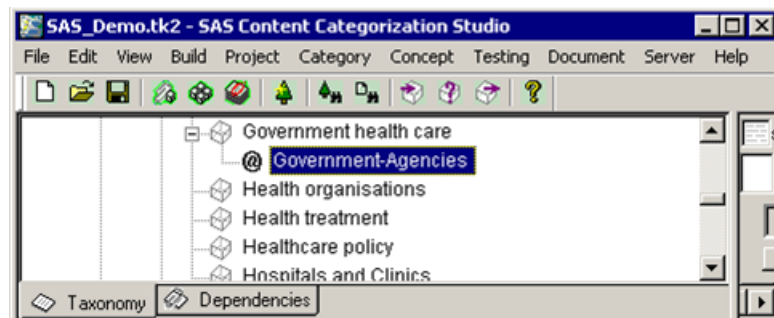 SAS_Demo.tk2 - SAS Content Categorization Studio
File Edit View Build Project Category Concept Testing Document Server Help
Government health care
@ Government-Agencies
Health organisations
Health treatment
Healthcare policy
Hospitals and Clinics
Taxonomy Dependencies